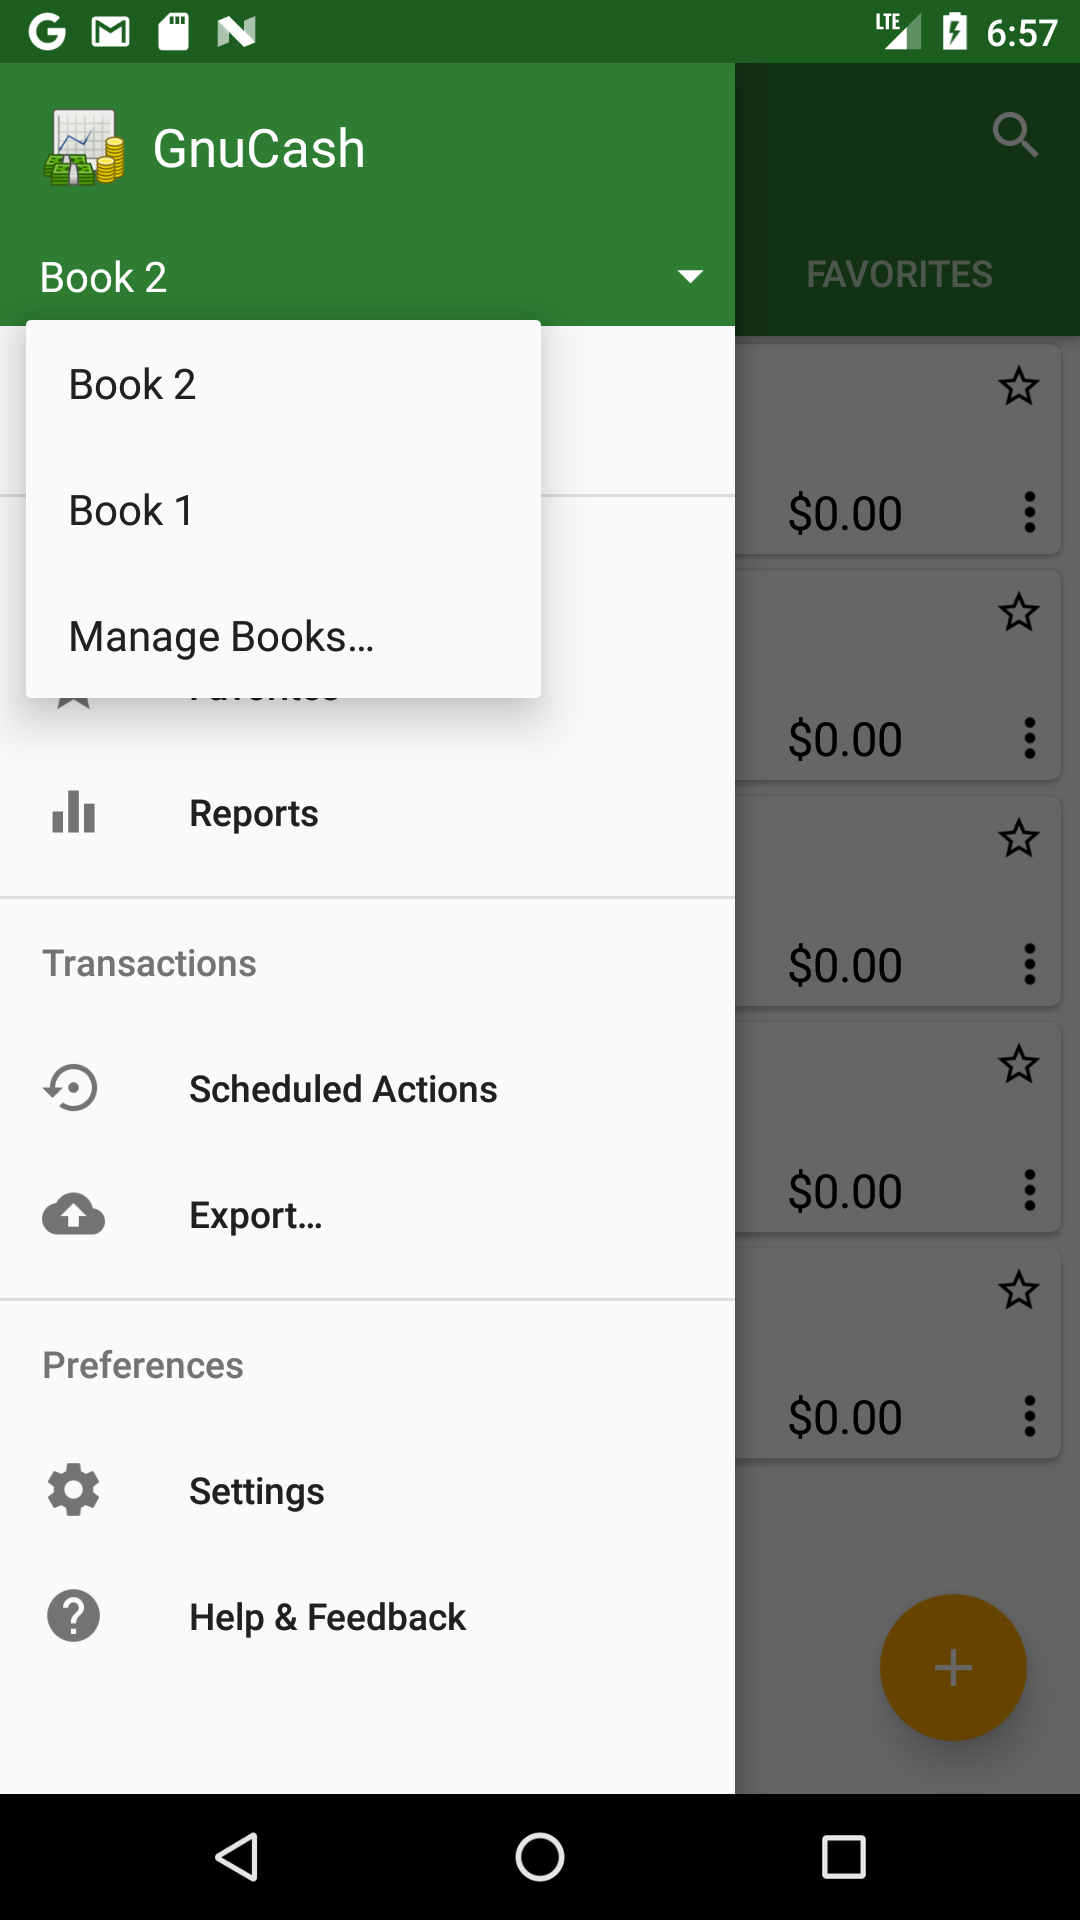 LTE 6:57
GnuCash
Book 2
FAVORITES
Book 2
Book 1
$0.00
Manage Books...
Favorites
$0.00
Reports
Transactions
$0.00
Scheduled Actions
$0.00
Export...
Preferences
$0.00
Settings
Help & Feedback